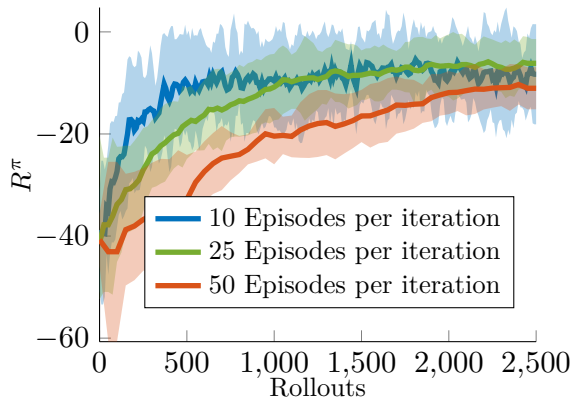 0
−20
−40
−60
R^π
10 Episodes per iteration
25 Episodes per iteration
50 Episodes per iteration
0 500 1,000 1,500 2,000 2,500
Rollouts